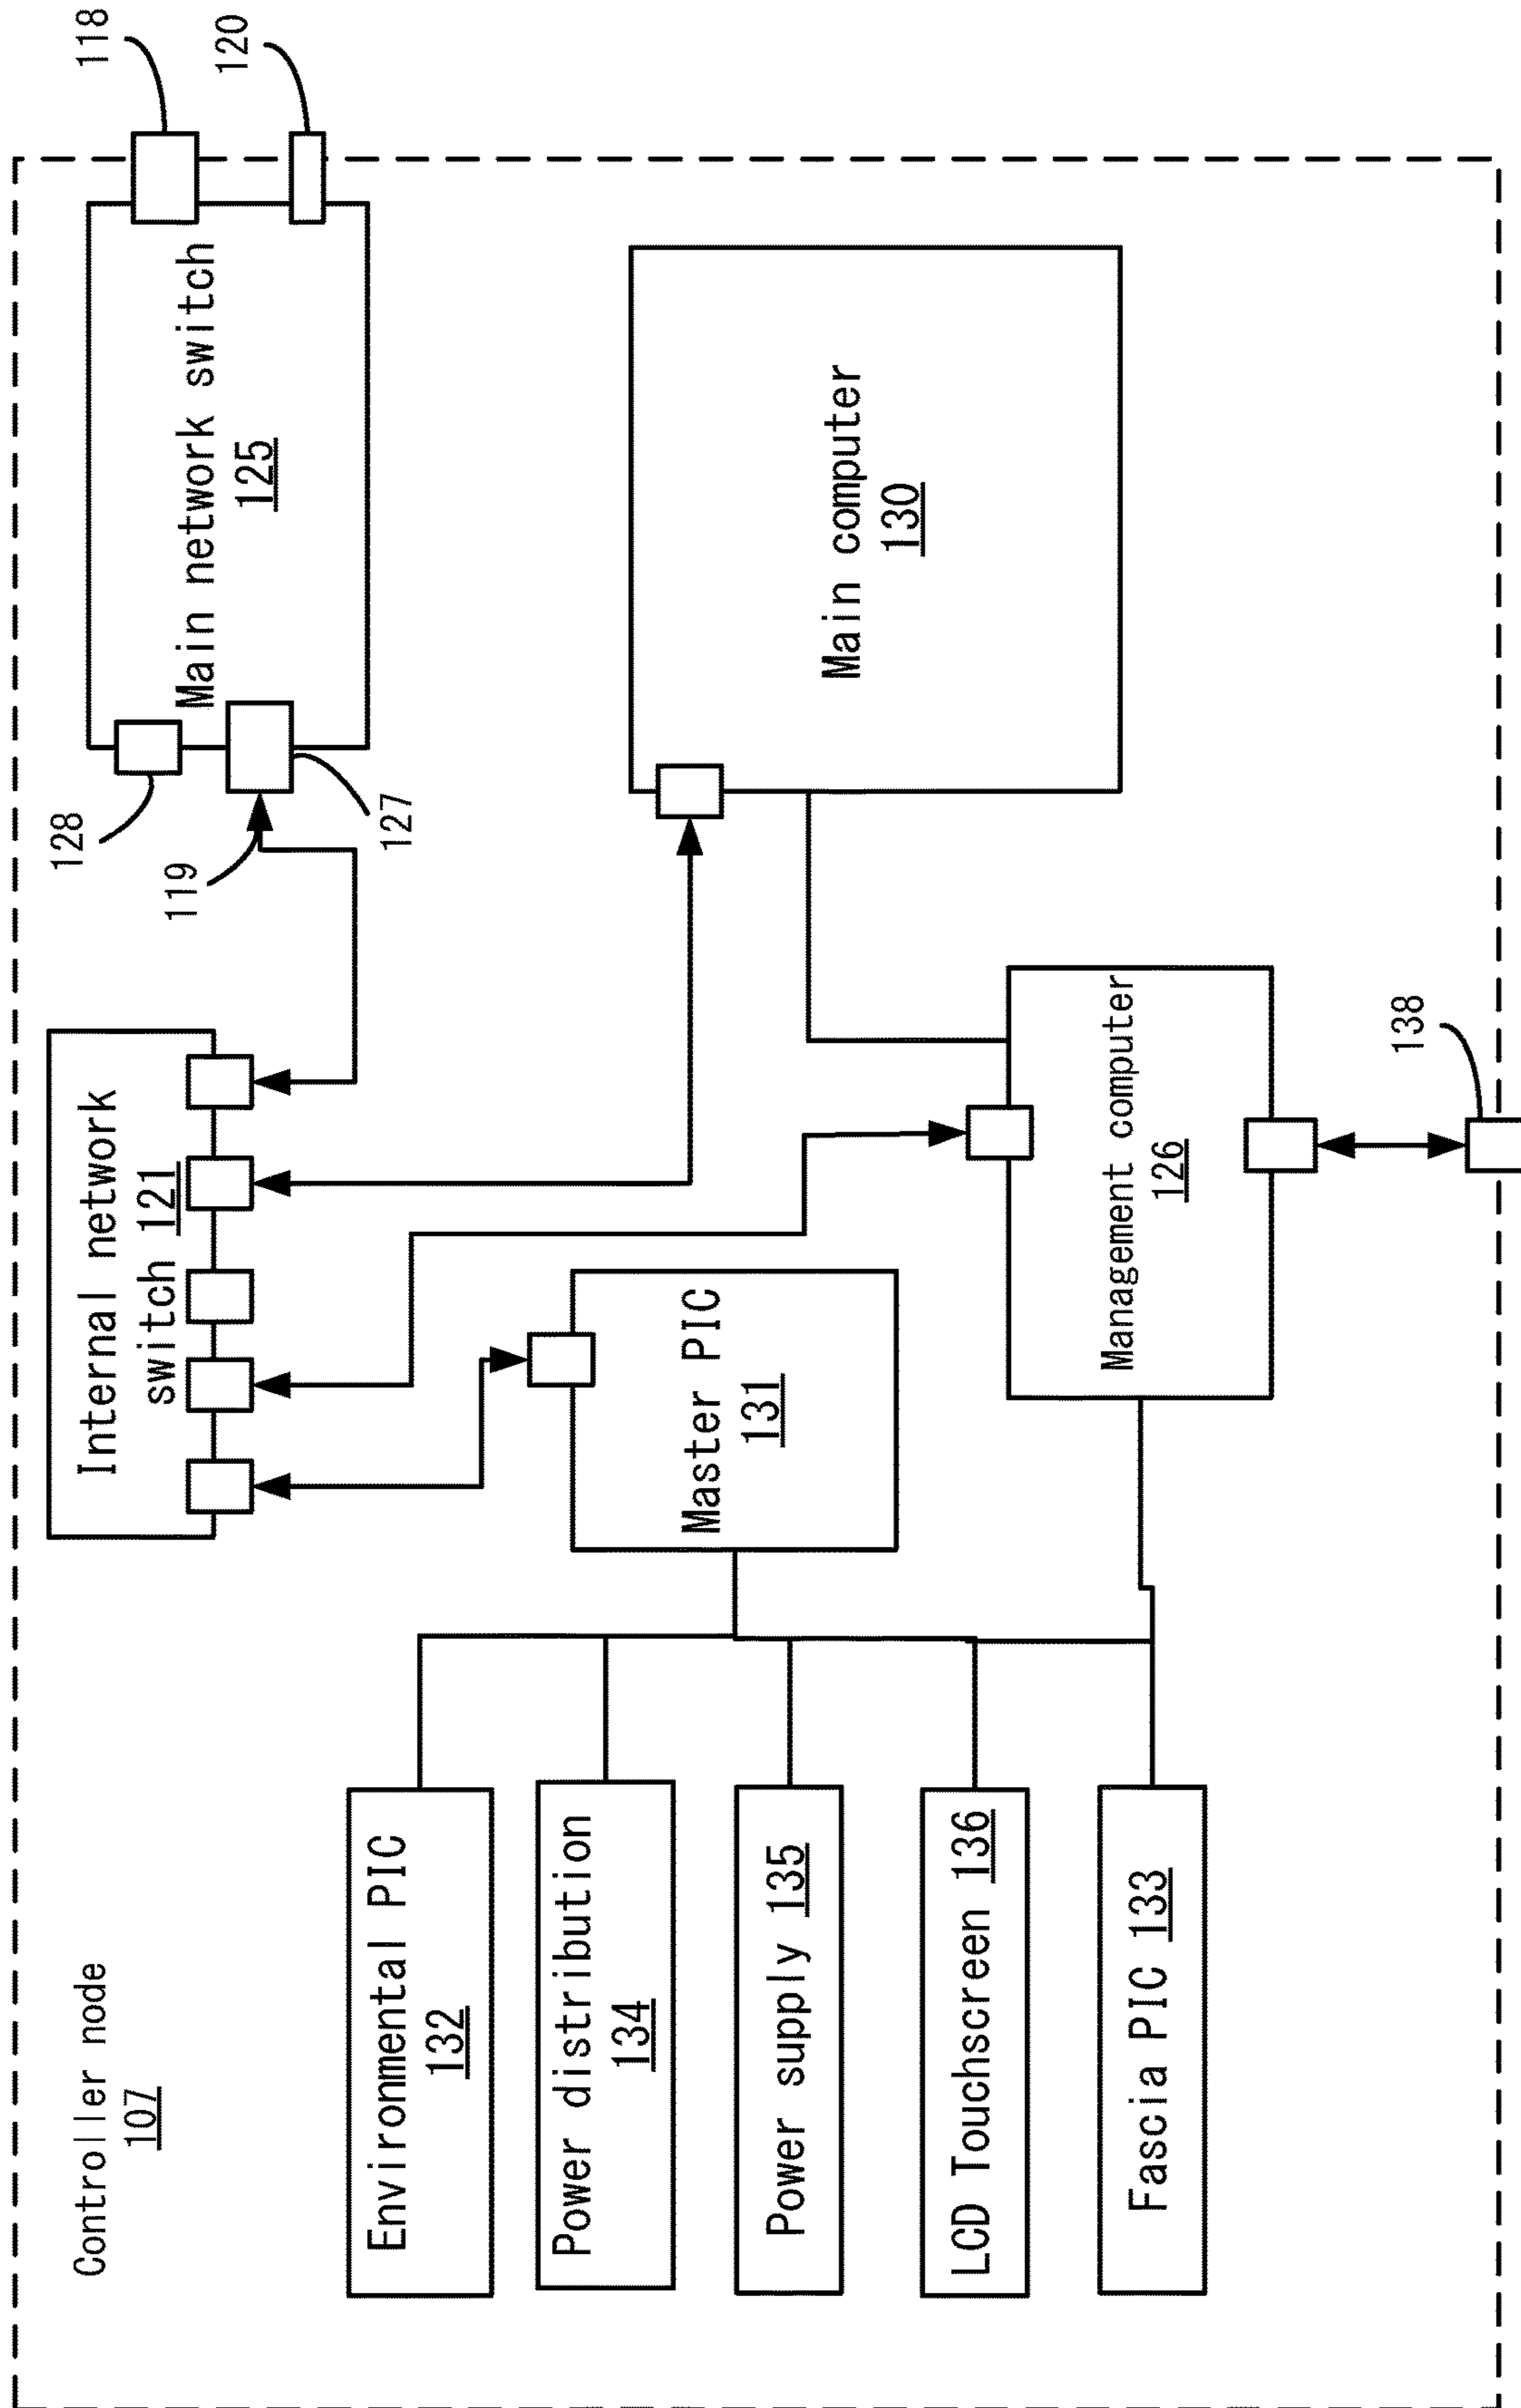 Controller node
107
Internal network
switch 121
Main network switch
125
118
120
128
119
127
Environmental PIC
132
Power distribution
134
Power supply 135
LCD Touchscreen 136
Fascia PIC 133
Master PIC
131
Main computer
130
Management computer
126
138